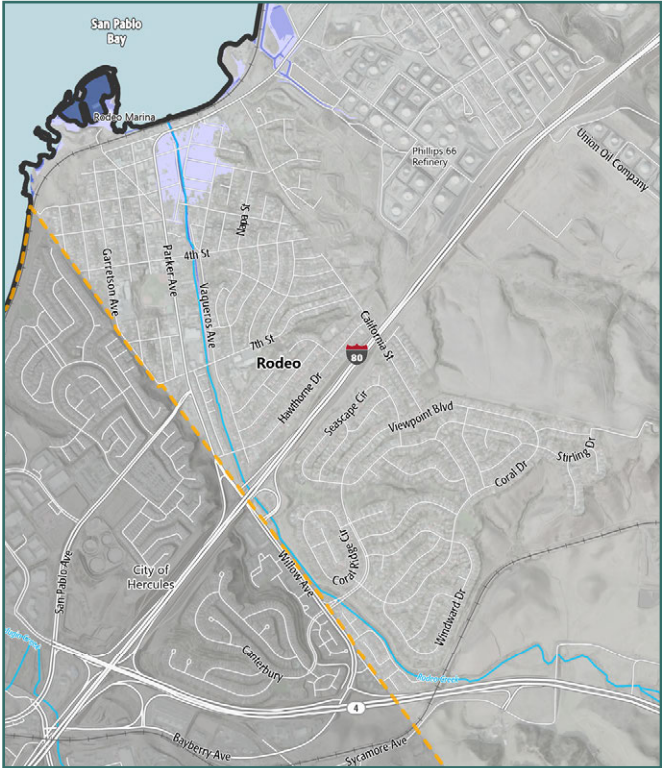 San Pablo
Bay
Rodeo Marina
Phillips 66
Refinery
Union Oil Company
Garretson Ave
Parker Ave
4th St
Vaqueros Ave
7th St
Rodeo
California St
80
Hawthorne Dr
Seascape Cir
Viewpoint Blvd
Coral Dr
Stirling Dr
Coral Ridge Cir
Willow Ave
Windward Dr
San Pablo Ave
City of
Hercules
Canterbury
Rodeo Creek
4
Bayberry Ave
Sycamore Ave